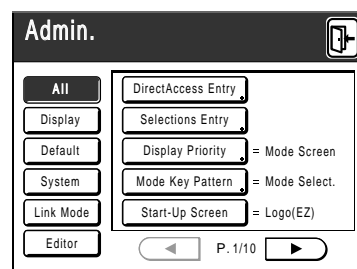 Admin.
All
Display
Default
System
Link Mode
Editor
DirectAccess Entry
Selections Entry
Display Priority = Mode Screen
Mode Key Pattern = Mode Select.
Start-Up Screen = Logo(EZ)
P. 1/10